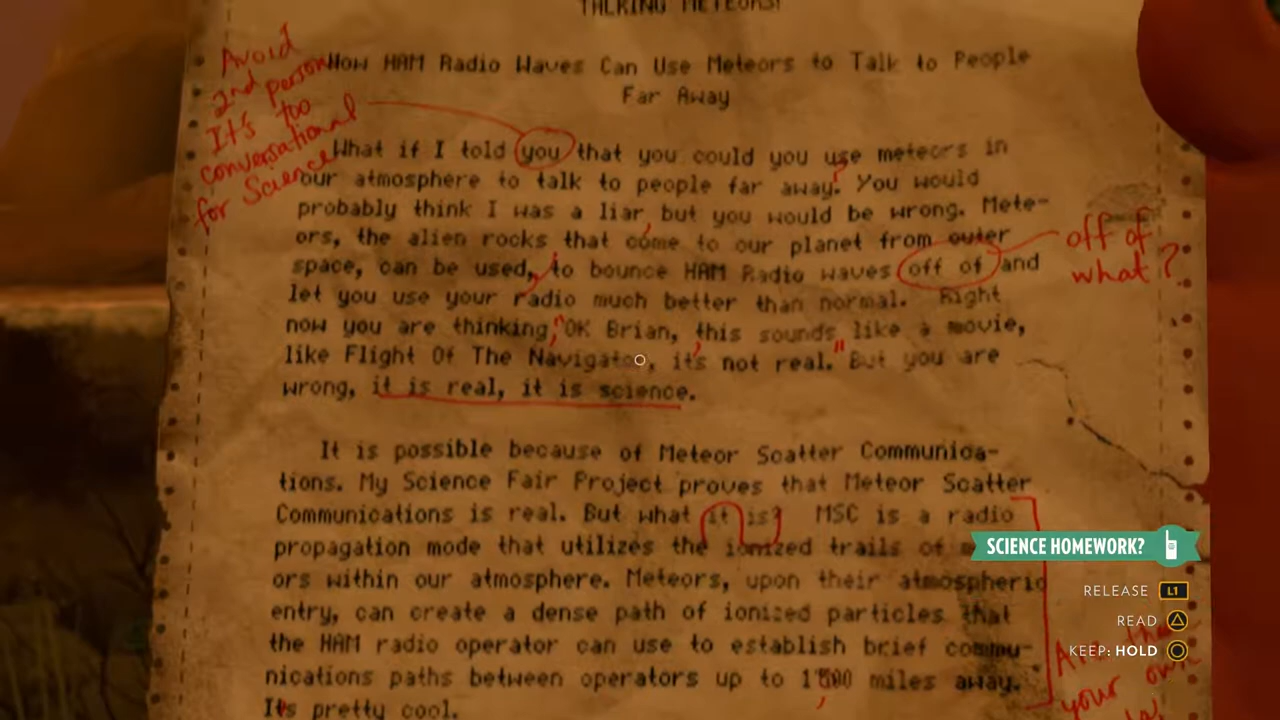 TALKING METEORS!
How HAM Radio Waves Can Use Meteors to Talk to People
Far Away
Avoid
2nd person
It's too
conversational
for Science
What if I told you that you could you use meteors in
our atmosphere to talk to people far away? You would
probably think I was a liar, but you would be wrong. Mete-
ors, the alien rocks that come to our planet from outer
space, can be used, to bounce HAM Radio waves off of and
off of
what?
let you use your radio much better than normal. Right
now you are thinking, "OK Brian, this sounds like a movie,
like Flight Of The Navigator, it's not real." But you are
wrong, it is real, it is science.
It is possible because of Meteor Scatter Communica-
tions. My Science Fair Project proves that Meteor Scatter
Communications is real. But what it is? MSC is a radio
propagation mode that utilizes the ionized trails of
ors within our atmosphere. Meteors, upon their atmospheric
entry, can create a dense path of ionized particles that
the HAM radio operator can use to establish brief commu-
nications paths between operators up to 1,500 miles away.
It's pretty cool.
your own
SCIENCE HOMEWORK?
RELEASE L1
READ
KEEP: HOLD